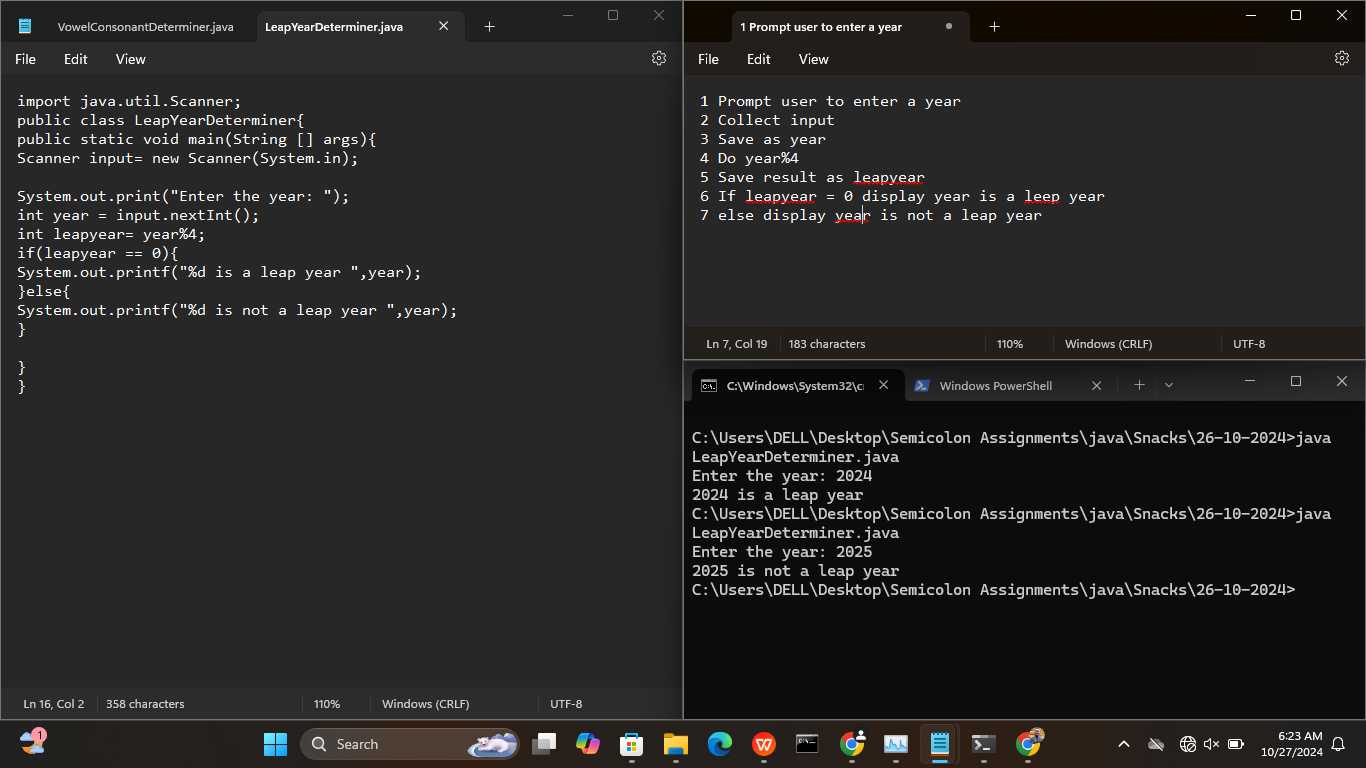 VowelConsonantDeterminer.java
LeapYearDeterminer.java
File Edit View
import java.util.Scanner;
public class LeapYearDeterminer{
public static void main(String [] args){
Scanner input= new Scanner(System.in);
System.out.print("Enter the year: ");
int year = input.nextInt();
int leapyear= year%4;
if(leapyear == 0){
System.out.printf("%d is a leap year ",year);
}else{
System.out.printf("%d is not a leap year ",year);
}
}
}
Ln 16, Col 2 358 characters 110% Windows (CRLF) UTF-8
1 Prompt user to enter a year
File Edit View
1 Prompt user to enter a year
2 Collect input
3 Save as year
4 Do year%4
5 Save result as leapyear
6 If leapyear = 0 display year is a leep year
7 else display year is not a leap year
Ln 7, Col 19 183 characters 110% Windows (CRLF) UTF-8
C:\Windows\System32\c
Windows PowerShell
C:\Users\DELL\Desktop\Semicolon Assignments\java\Snacks\26-10-2024>java
LeapYearDeterminer.java
Enter the year: 2024
2024 is a leap year
C:\Users\DELL\Desktop\Semicolon Assignments\java\Snacks\26-10-2024>java
LeapYearDeterminer.java
Enter the year: 2025
2025 is not a leap year
C:\Users\DELL\Desktop\Semicolon Assignments\java\Snacks\26-10-2024>
1
Search
6:23 AM
10/27/2024